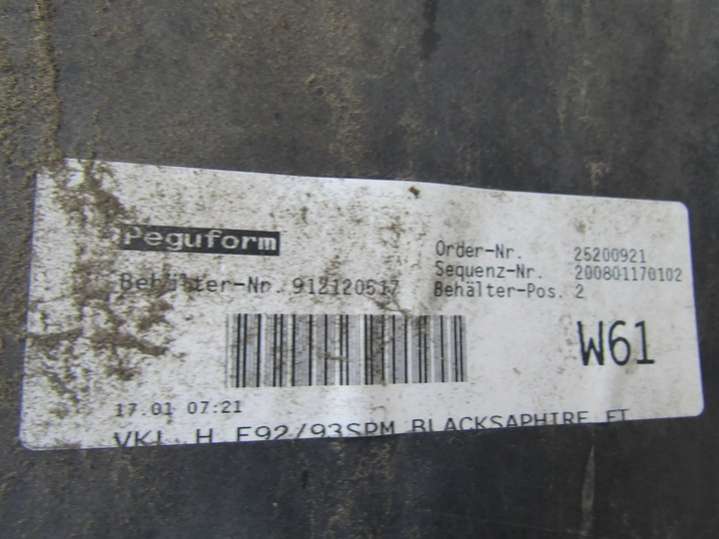 Peguform
Order-Nr. 25200921
Sequenz-Nr. 200801170102
Behälter-Nr. 912120517 Behälter-Pos. 2
W61
17.01 07:21
VKL H E92/93SPM BLACKSAPHIRE FT